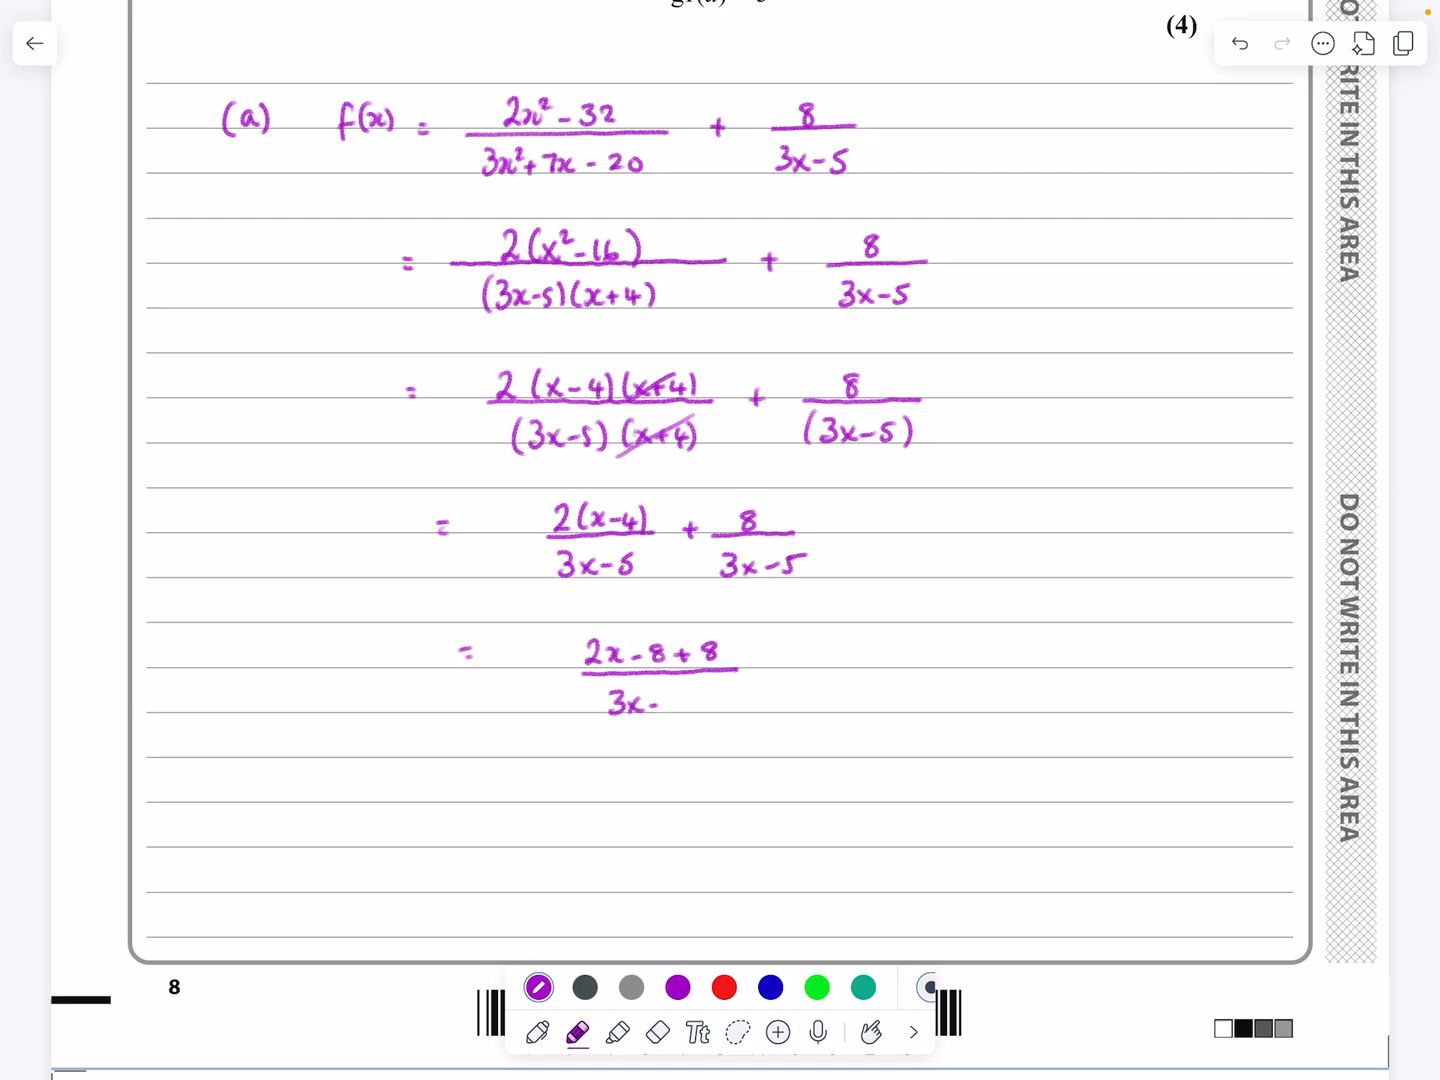 (4)
(a) f(x) = (2x² - 32)/(3x² + 7x - 20) + 8/(3x - 5)
= 2(x² - 16)/((3x-5)(x+4)) + 8/(3x-5)
= 2(x-4)(x+4)/((3x-5)(x+4)) + 8/(3x-5)
= 2(x-4)/(3x-5) + 8/(3x-5)
= (2x - 8 + 8)/(3x -
8
Tt
DO NOT WRITE IN THIS AREA
RITE IN THIS AREA